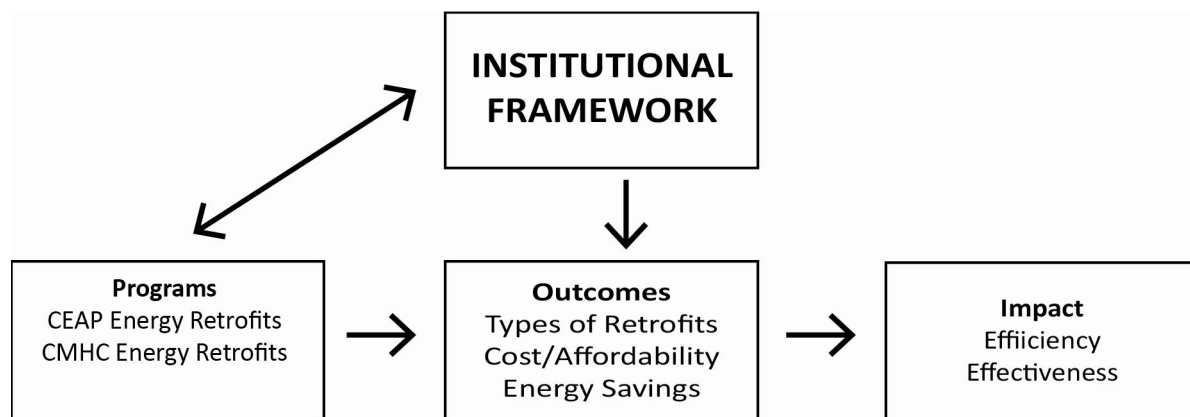 INSTITUTIONAL
FRAMEWORK
Programs
CEAP Energy Retrofits
CMHC Energy Retrofits
Outcomes
Types of Retrofits
Cost/Affordability
Energy Savings
Impact
Effiiciency
Effectiveness